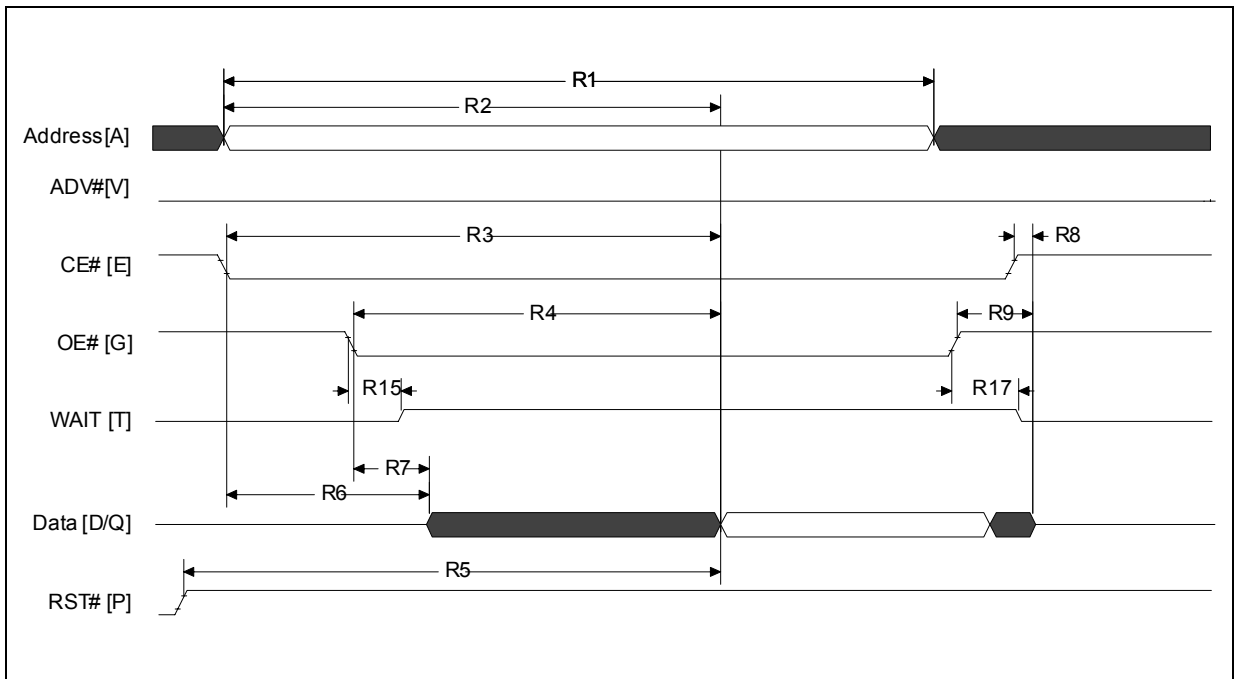 R1
R2
Address[A]
ADV#[V]
R3
R8
CE# [E]
R4
R9
OE# [G]
R15
R17
WAIT [T]
R7
R6
Data [D/Q]
R5
RST# [P]